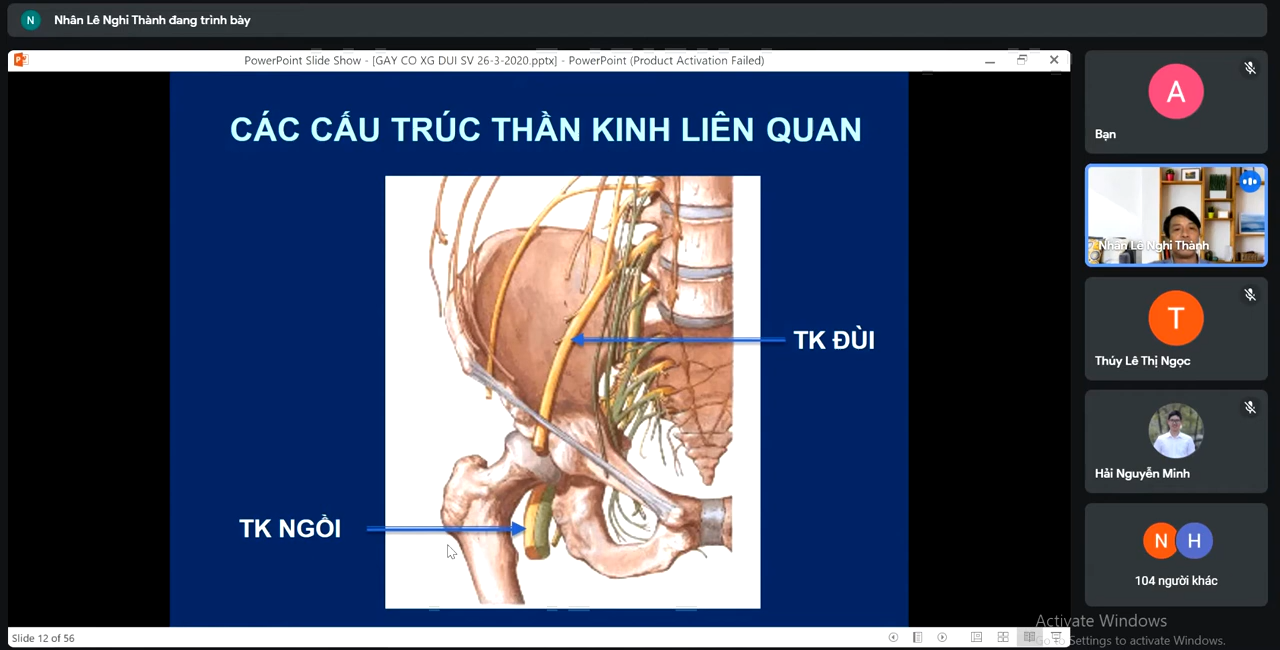 N
Nhân Lê Nghi Thành đang trình bày
PowerPoint Slide Show - [GAY CO XG DUI SV 26-3-2020.pptx] - PowerPoint (Product Activation Failed)
CÁC CẤU TRÚC THẦN KINH LIÊN QUAN
TK ĐÙI
TK NGỒI
Slide 12 of 56
A
Bạn
Nhân Lê Nghi Thành
T
Thúy Lê Thị Ngọc
Hải Nguyễn Minh
N H
104 người khác
Activate Windows
Go to Settings to activate Windows.